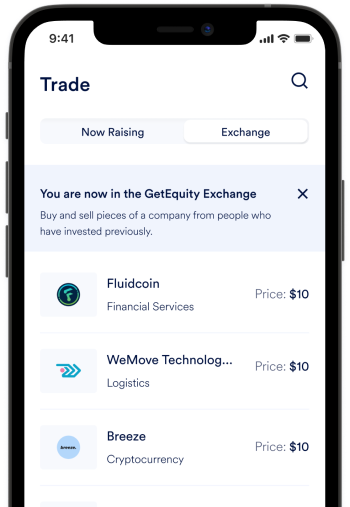 9:41
Trade
Now Raising
Exchange
You are now in the GetEquity Exchange
Buy and sell pieces of a company from people who
have invested previously.
Fluidcoin
Price: $10
Financial Services
WeMove Technolog...
Price: $10
Logistics
breeze.
Breeze
Price: $10
Cryptocurrency